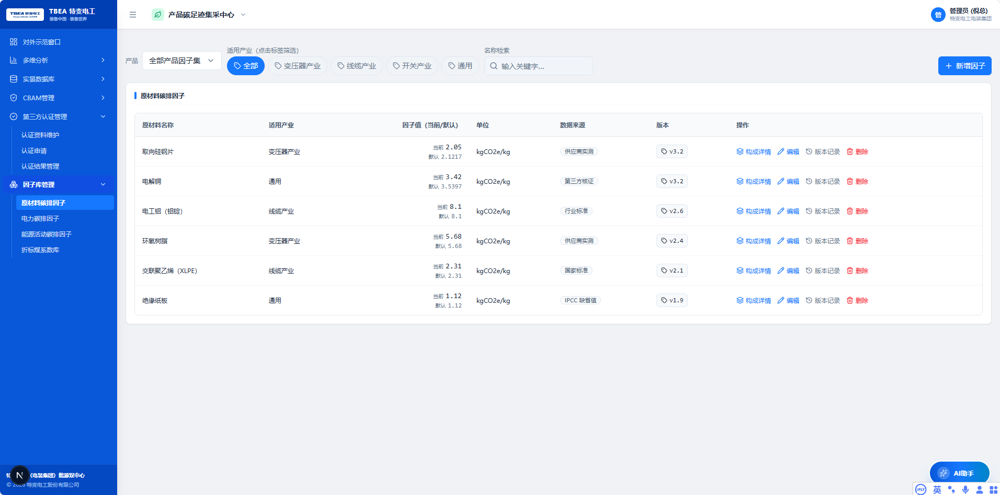 TBEA 特变电工
TBEA 特变电工
装备中国 · 装备世界
产品碳足迹集采中心
管
管理员 (倪总)
特变电工电装集团
对外示范窗口
多维分析
实景数据库
CBAM管理
第三方认证管理
认证资料维护
认证申请
认证结果管理
因子库管理
原材料碳排因子
电力碳排因子
能源活动碳排因子
折标煤系数库
产品
全部产品因子集
适用产业（点击标签筛选）
全部
变压器产业
线缆产业
开关产业
通用
名称检索
输入关键字...
新增因子
原材料碳排因子
原材料名称 适用产业 因子值（当前/默认） 单位 数据来源 版本 操作
取向硅钢片 变压器产业 当前 2.05 默认 2.1217 kgCO2e/kg 供应商实测 v3.2 构成详情 编辑 版本记录 删除
电解铜 通用 当前 3.42 默认 3.5397 kgCO2e/kg 第三方核证 v3.2 构成详情 编辑 版本记录 删除
电工铝（铝锭） 线缆产业 当前 8.1 默认 8.1 kgCO2e/kg 行业标准 v2.6 构成详情 编辑 版本记录 删除
环氧树脂 变压器产业 当前 5.68 默认 5.68 kgCO2e/kg 供应商实测 v2.4 构成详情 编辑 版本记录 删除
交联聚乙烯（XLPE） 线缆产业 当前 2.31 默认 2.31 kgCO2e/kg 国家标准 v2.1 构成详情 编辑 版本记录 删除
绝缘纸板 通用 当前 1.12 默认 1.12 kgCO2e/kg IPCC 缺省值 v1.9 构成详情 编辑 版本记录 删除
特
N
（电装集团）能源双中心
© 2026 特变电工股份有限公司
AI助手
iFLY
英